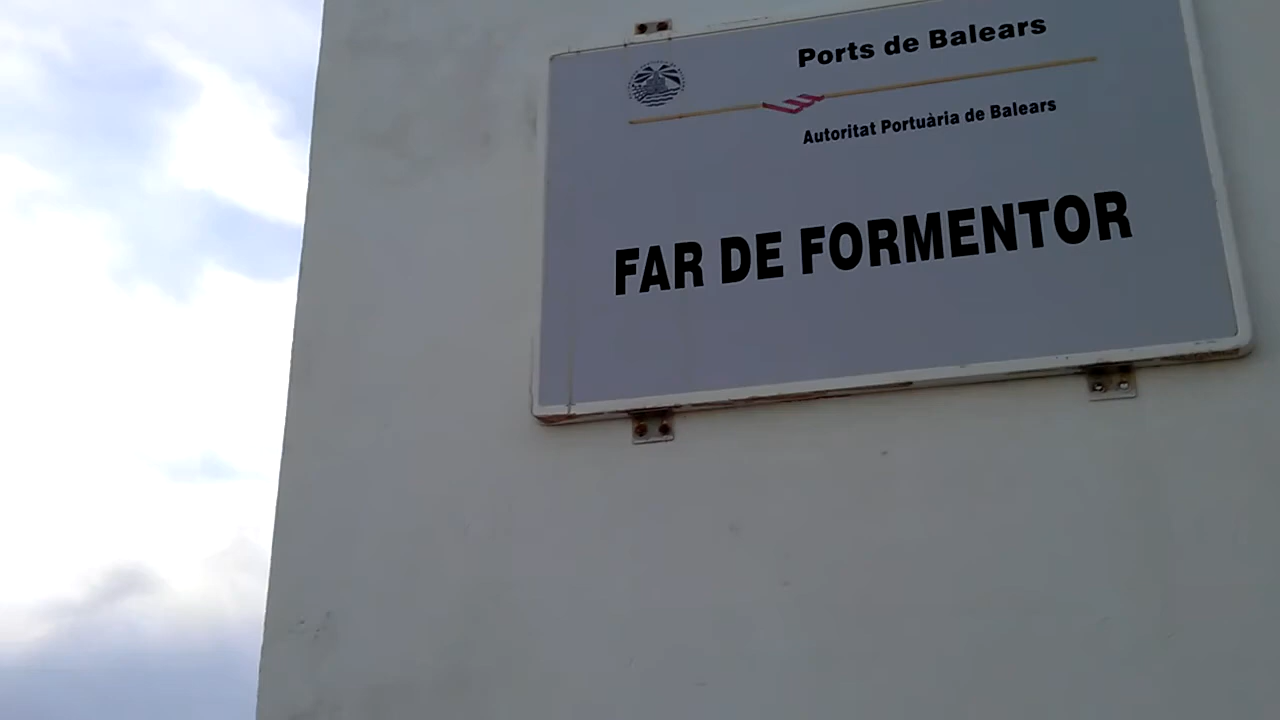 Ports de Balears
Autoritat Portuària de Balears
FAR DE FORMENTOR